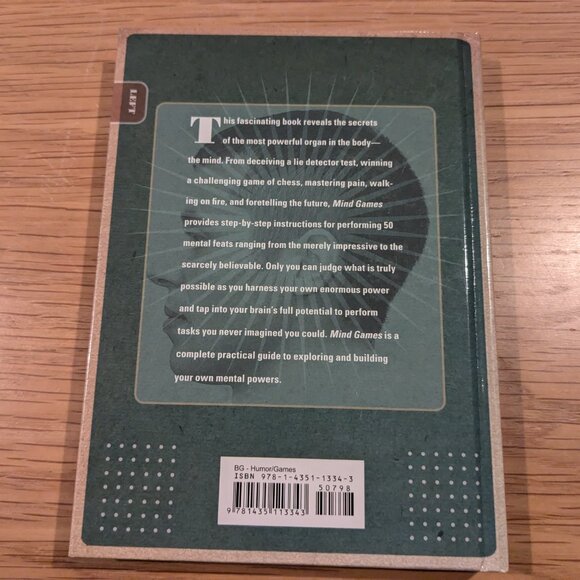 LEFT
This fascinating book reveals the secrets
of the most powerful organ in the body—
the mind. From deceiving a lie detector test, winning
a challenging game of chess, mastering pain, walk-
ing on fire, and foretelling the future, Mind Games
provides step-by-step instructions for performing 50
mental feats ranging from the merely impressive to the
scarcely believable. Only you can judge what is truly
possible as you harness your own enormous power
and tap into your brain's full potential to perform
tasks you never imagined you could. Mind Games is a
complete practical guide to exploring and building
your own mental powers.
BG - Humor/Games
ISBN 978-1-4351-1334-3
50798
9 781435 113343